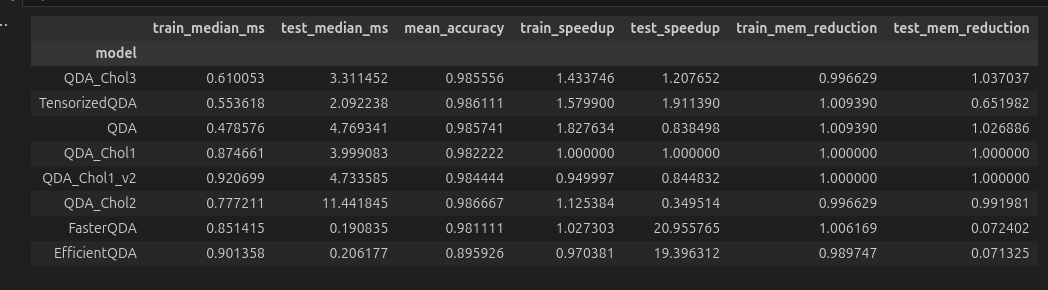 train_median_ms test_median_ms mean_accuracy train_speedup test_speedup train_mem_reduction test_mem_reduction
model
QDA_Chol3 0.610053 3.311452 0.985556 1.433746 1.207652 0.996629 1.037037
TensorizedQDA 0.553618 2.092238 0.986111 1.579900 1.911390 1.009390 0.651982
QDA 0.478576 4.769341 0.985741 1.827634 0.838498 1.009390 1.026886
QDA_Chol1 0.874661 3.999083 0.982222 1.000000 1.000000 1.000000 1.000000
QDA_Chol1_v2 0.920699 4.733585 0.984444 0.949997 0.844832 1.000000 1.000000
QDA_Chol2 0.777211 11.441845 0.986667 1.125384 0.349514 0.996629 0.991981
FasterQDA 0.851415 0.190835 0.981111 1.027303 20.955765 1.006169 0.072402
EfficientQDA 0.901358 0.206177 0.895926 0.970381 19.396312 0.989747 0.071325